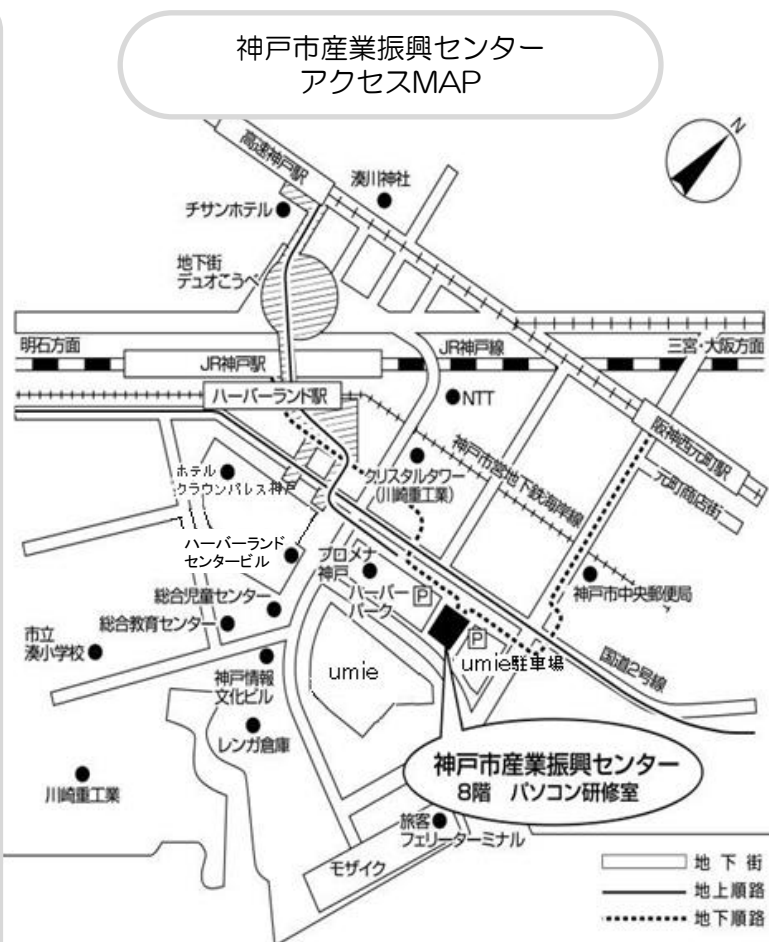 神戸市産業振興センター
アクセスMAP
N
高速神戸駅
湊川神社
チサンホテル
地下街
デュオこうべ
明石方面
JR神戸駅
JR神戸線
三宮・大阪方面
ハーバーランド駅
NTT
阪神西元町駅
神戸市営地下鉄海岸線
元町商店街
ホテル
クラウンパレス神戸
クリスタルタワー
(川崎重工業)
ハーバーランド
センタービル
プロメナ
神戸
ハーバー
パーク
P
神戸市中央郵便局
総合児童センター
総合教育センター
市立
湊小学校
P
umie駐車場
国道2号線
umie
神戸情報
文化ビル
レンガ倉庫
神戸市産業振興センター
8階 パソコン研修室
川崎重工業
旅客
フェリーターミナル
モザイク
地下街
地上順路
地下順路